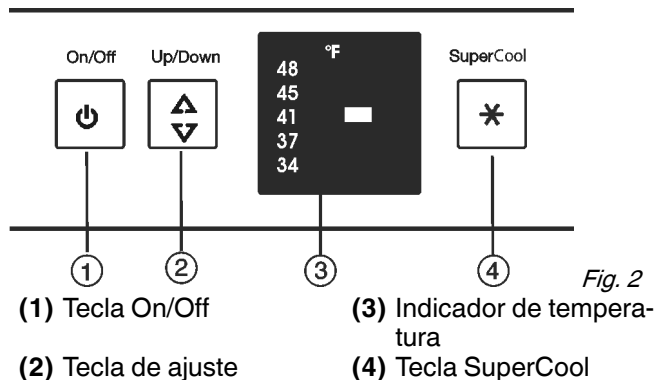 On/Off Up/Down °F SuperCool
48
45
41
37
34
1 2 3 4
Fig. 2
(1) Tecla On/Off
(2) Tecla de ajuste
(3) Indicador de tempera-
tura
(4) Tecla SuperCool